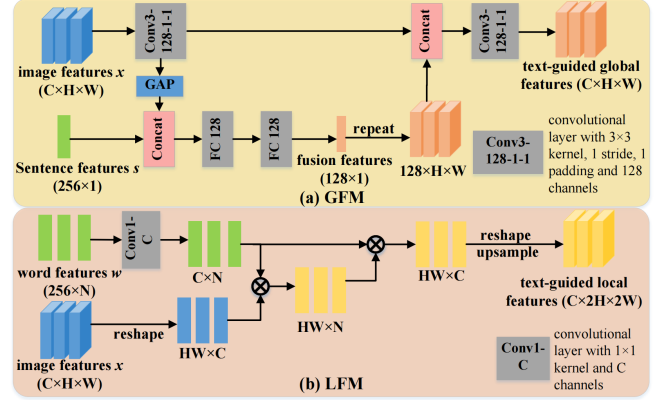 image features x
(C×H×W)
Conv3-
128-1-1
GAP
Concat
Conv3-
128-1-1
text-guided global
features (C×H×W)
Sentence features s
(256×1)
Concat
FC 128
FC 128
fusion features
(128×1)
repeat
128×H×W
Conv3-
128-1-1
convolutional
layer with 3×3
kernel, 1 stride, 1
padding and 128
channels
(a) GFM
word features w
(256×N)
Conv1-
C
C×N
image features x
(C×H×W)
reshape
HW×C
HW×N
HW×C
reshape
upsample
text-guided local
features (C×2H×2W)
Conv1-
C
convolutional
layer with 1×1
kernel and C
channels
(b) LFM